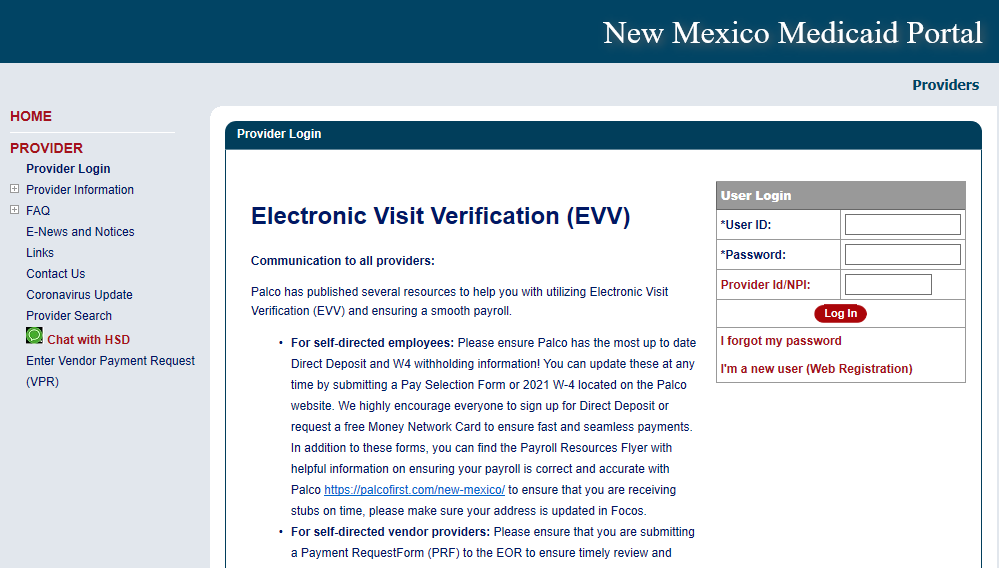 New Mexico Medicaid Portal
Providers
HOME
PROVIDER
Provider Login
Provider Information
FAQ
E-News and Notices
Links
Contact Us
Coronavirus Update
Provider Search
Chat with HSD
Enter Vendor Payment Request
(VPR)
Provider Login
Electronic Visit Verification (EVV)
Communication to all providers:
Palco has published several resources to help you with utilizing Electronic Visit
Verification (EVV) and ensuring a smooth payroll.
• For self-directed employees: Please ensure Palco has the most up to date
Direct Deposit and W4 withholding information! You can update these at any
time by submitting a Pay Selection Form or 2021 W-4 located on the Palco
website. We highly encourage everyone to sign up for Direct Deposit or
request a free Money Network Card to ensure fast and seamless payments.
In addition to these forms, you can find the Payroll Resources Flyer with
helpful information on ensuring your payroll is correct and accurate with
Palco https://palcofirst.com/new-mexico/ to ensure that you are receiving
stubs on time, please make sure your address is updated in Focos.
• For self-directed vendor providers: Please ensure that you are submitting
a Payment RequestForm (PRF) to the EOR to ensure timely review and
User Login
*User ID:
*Password:
Provider Id/NPI:
Log In
I forgot my password
I'm a new user (Web Registration)